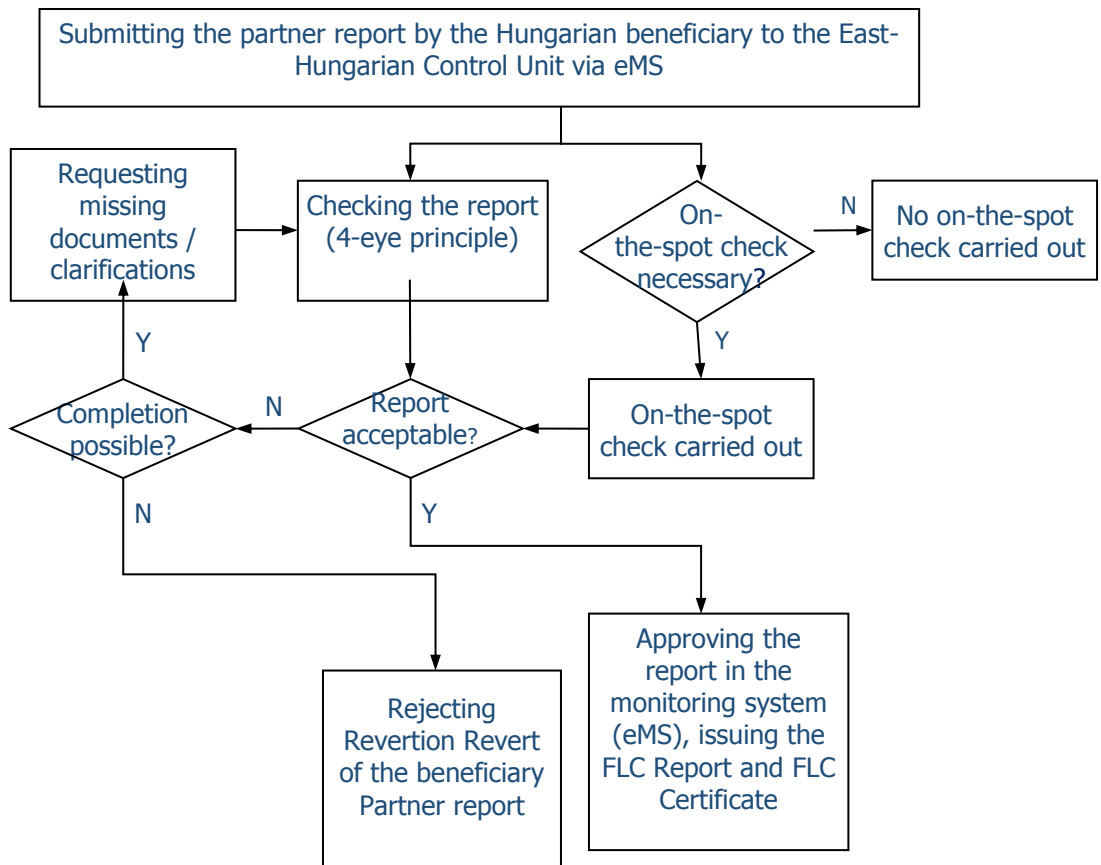 Submitting the partner report by the Hungarian beneficiary to the East-
Hungarian Control Unit via eMS
Requesting
missing
documents /
clarifications
Checking the report
(4-eye principle)
On-
the-spot check
necessary?
N
No on-the-spot
check carried out
Y
Y
Completion
possible?
N
Report
acceptable?
On-the-spot
check carried out
N
Y
Rejecting
Revertion Revert
of the beneficiary
Partner report
Approving the
report in the
monitoring system
(eMS), issuing the
FLC Report and FLC
Certificate